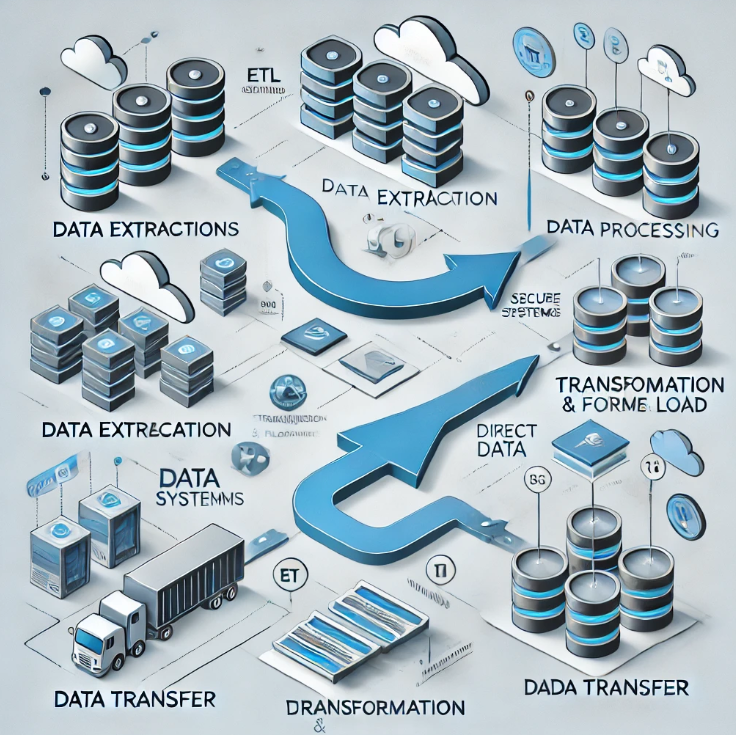 ETL
DATA EXTRACTIONS
DATA EXTRACTION
DATA PROCESSING
SECURE
DATA EXTRECATION
TRANSFOMATION
& FORME LOAD
DIRECT
DATA
DATA
SYSTEMMS
ET
DATA TRANSFER
DRANSFORMATION
&
DADA TRANSFER